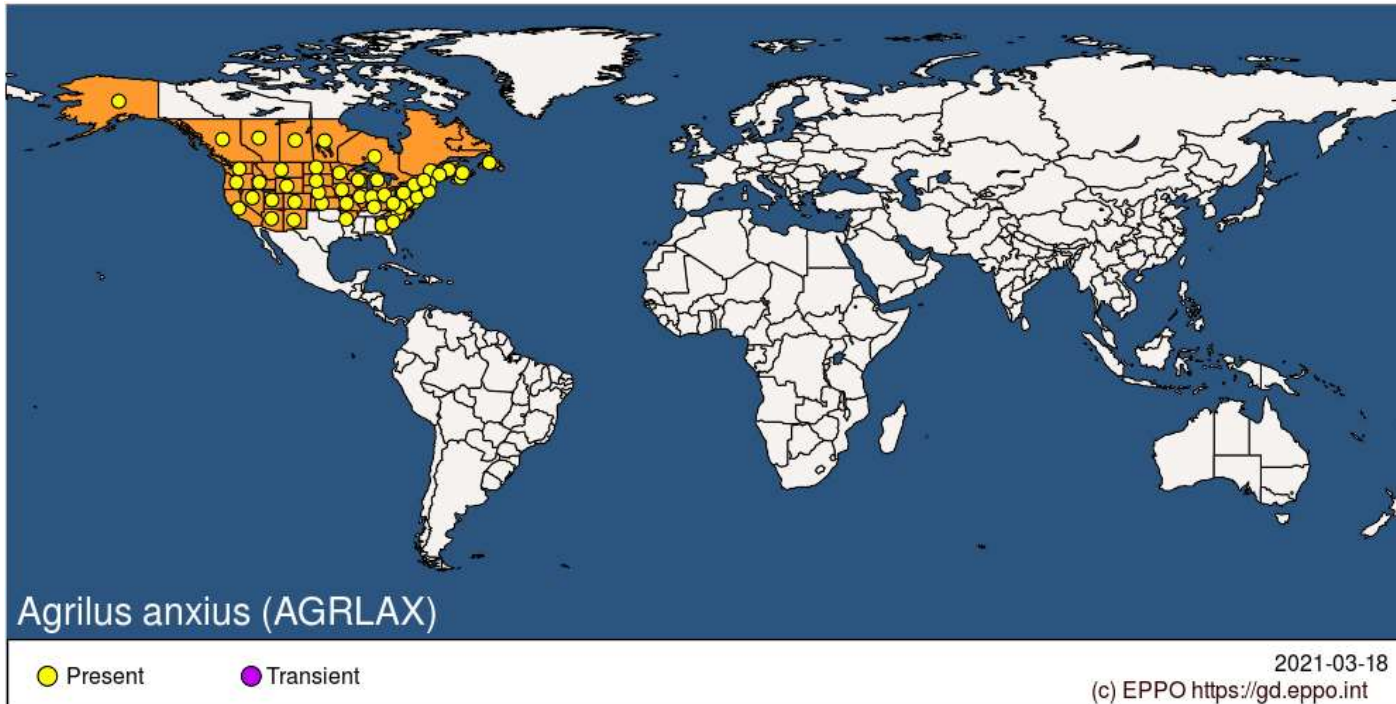 Agrilus anxius (AGRLAX)
Present
Transient
2021-03-18
(c) EPPO https://gd.eppo.int